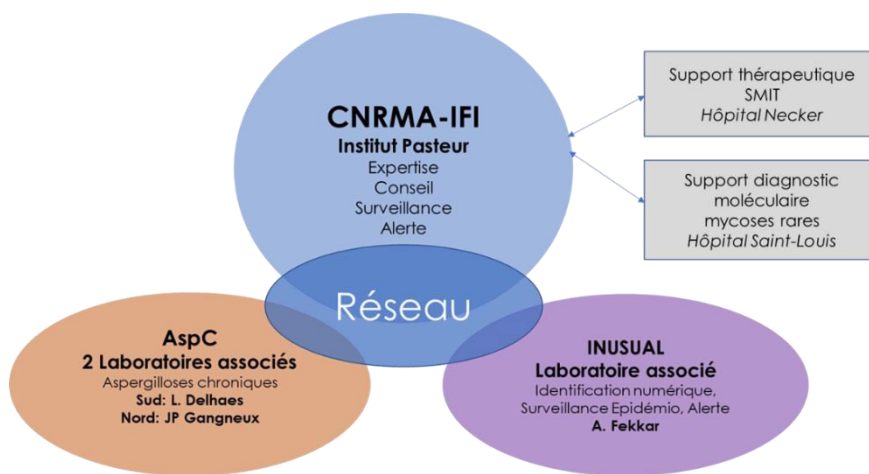 CNRMA-IFI
Institut Pasteur
Expertise
Conseil
Surveillance
Alerte
Support thérapeutique
SMIT
Hôpital Necker
Support diagnostic
moléculaire
mycoses rares
Hôpital Saint-Louis
Réseau
AspC
2 Laboratoires associés
Aspergilloses chroniques
Sud: L. Delhaes
Nord: JP Gangneux
INUSUAL
Laboratoire associé
Identification numérique,
Surveillance Epidémio, Alerte
A. Fekkar